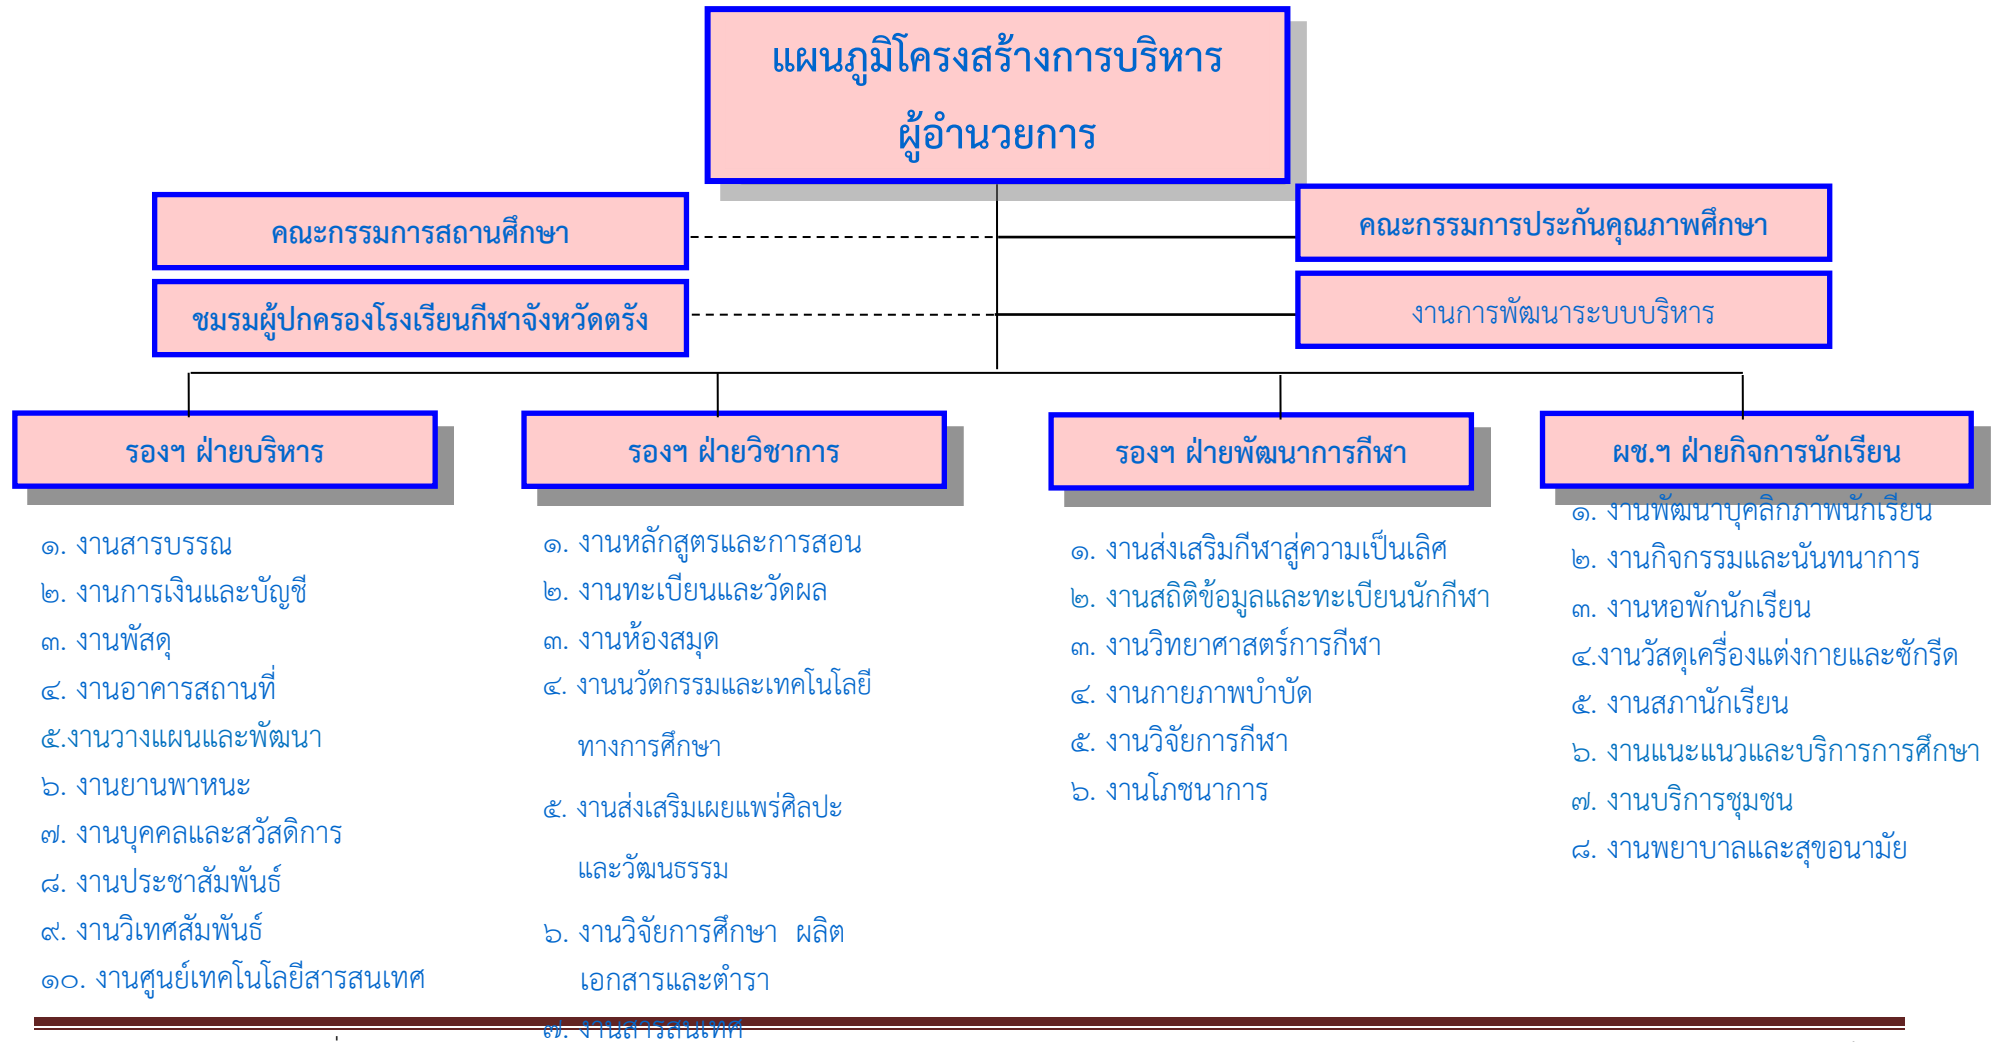 แผนภูมิโครงสร้างการบริหาร
ผู้อำนวยการ
คณะกรรมการสถานศึกษา
คณะกรรมการประกันคุณภาพศึกษา
ชมรมผู้ปกครองโรงเรียนกีฬาจังหวัดตรัง
งานการพัฒนาระบบบริหาร
รองฯ ฝ่ายบริหาร
๑. งานสารบรรณ
๒. งานการเงินและบัญชี
๓. งานพัสดุ
๔. งานอาคารสถานที่
๕.งานวางแผนและพัฒนา
๖. งานยานพาหนะ
๗. งานบุคคลและสวัสดิการ
๘. งานประชาสัมพันธ์
๙. งานวิเทศสัมพันธ์
๑๐. งานศูนย์เทคโนโลยีสารสนเทศ
รองฯ ฝ่ายวิชาการ
๑. งานหลักสูตรและการสอน
๒. งานทะเบียนและวัดผล
๓. งานห้องสมุด
๔. งานนวัตกรรมและเทคโนโลยี
ทางการศึกษา
๕. งานส่งเสริมเผยแพร่ศิลปะ
และวัฒนธรรม
๖. งานวิจัยการศึกษา ผลิต
เอกสารและตำรา
๗. งานสารสนเทศ
รองฯ ฝ่ายพัฒนาการกีฬา
๑. งานส่งเสริมกีฬาสู่ความเป็นเลิศ
๒. งานสถิติข้อมูลและทะเบียนนักกีฬา
๓. งานวิทยาศาสตร์การกีฬา
๔. งานกายภาพบำบัด
๕. งานวิจัยการกีฬา
๖. งานโภชนาการ
ผช.ฯ ฝ่ายกิจการนักเรียน
๑. งานพัฒนาบุคลิกภาพนักเรียน
๒. งานกิจกรรมและนันทนาการ
๓. งานหอพักนักเรียน
๔.งานวัสดุเครื่องแต่งกายและซักรีด
๕. งานสภานักเรียน
๖. งานแนะแนวและบริการการศึกษา
๗. งานบริการชุมชน
๘. งานพยาบาลและสุขอนามัย